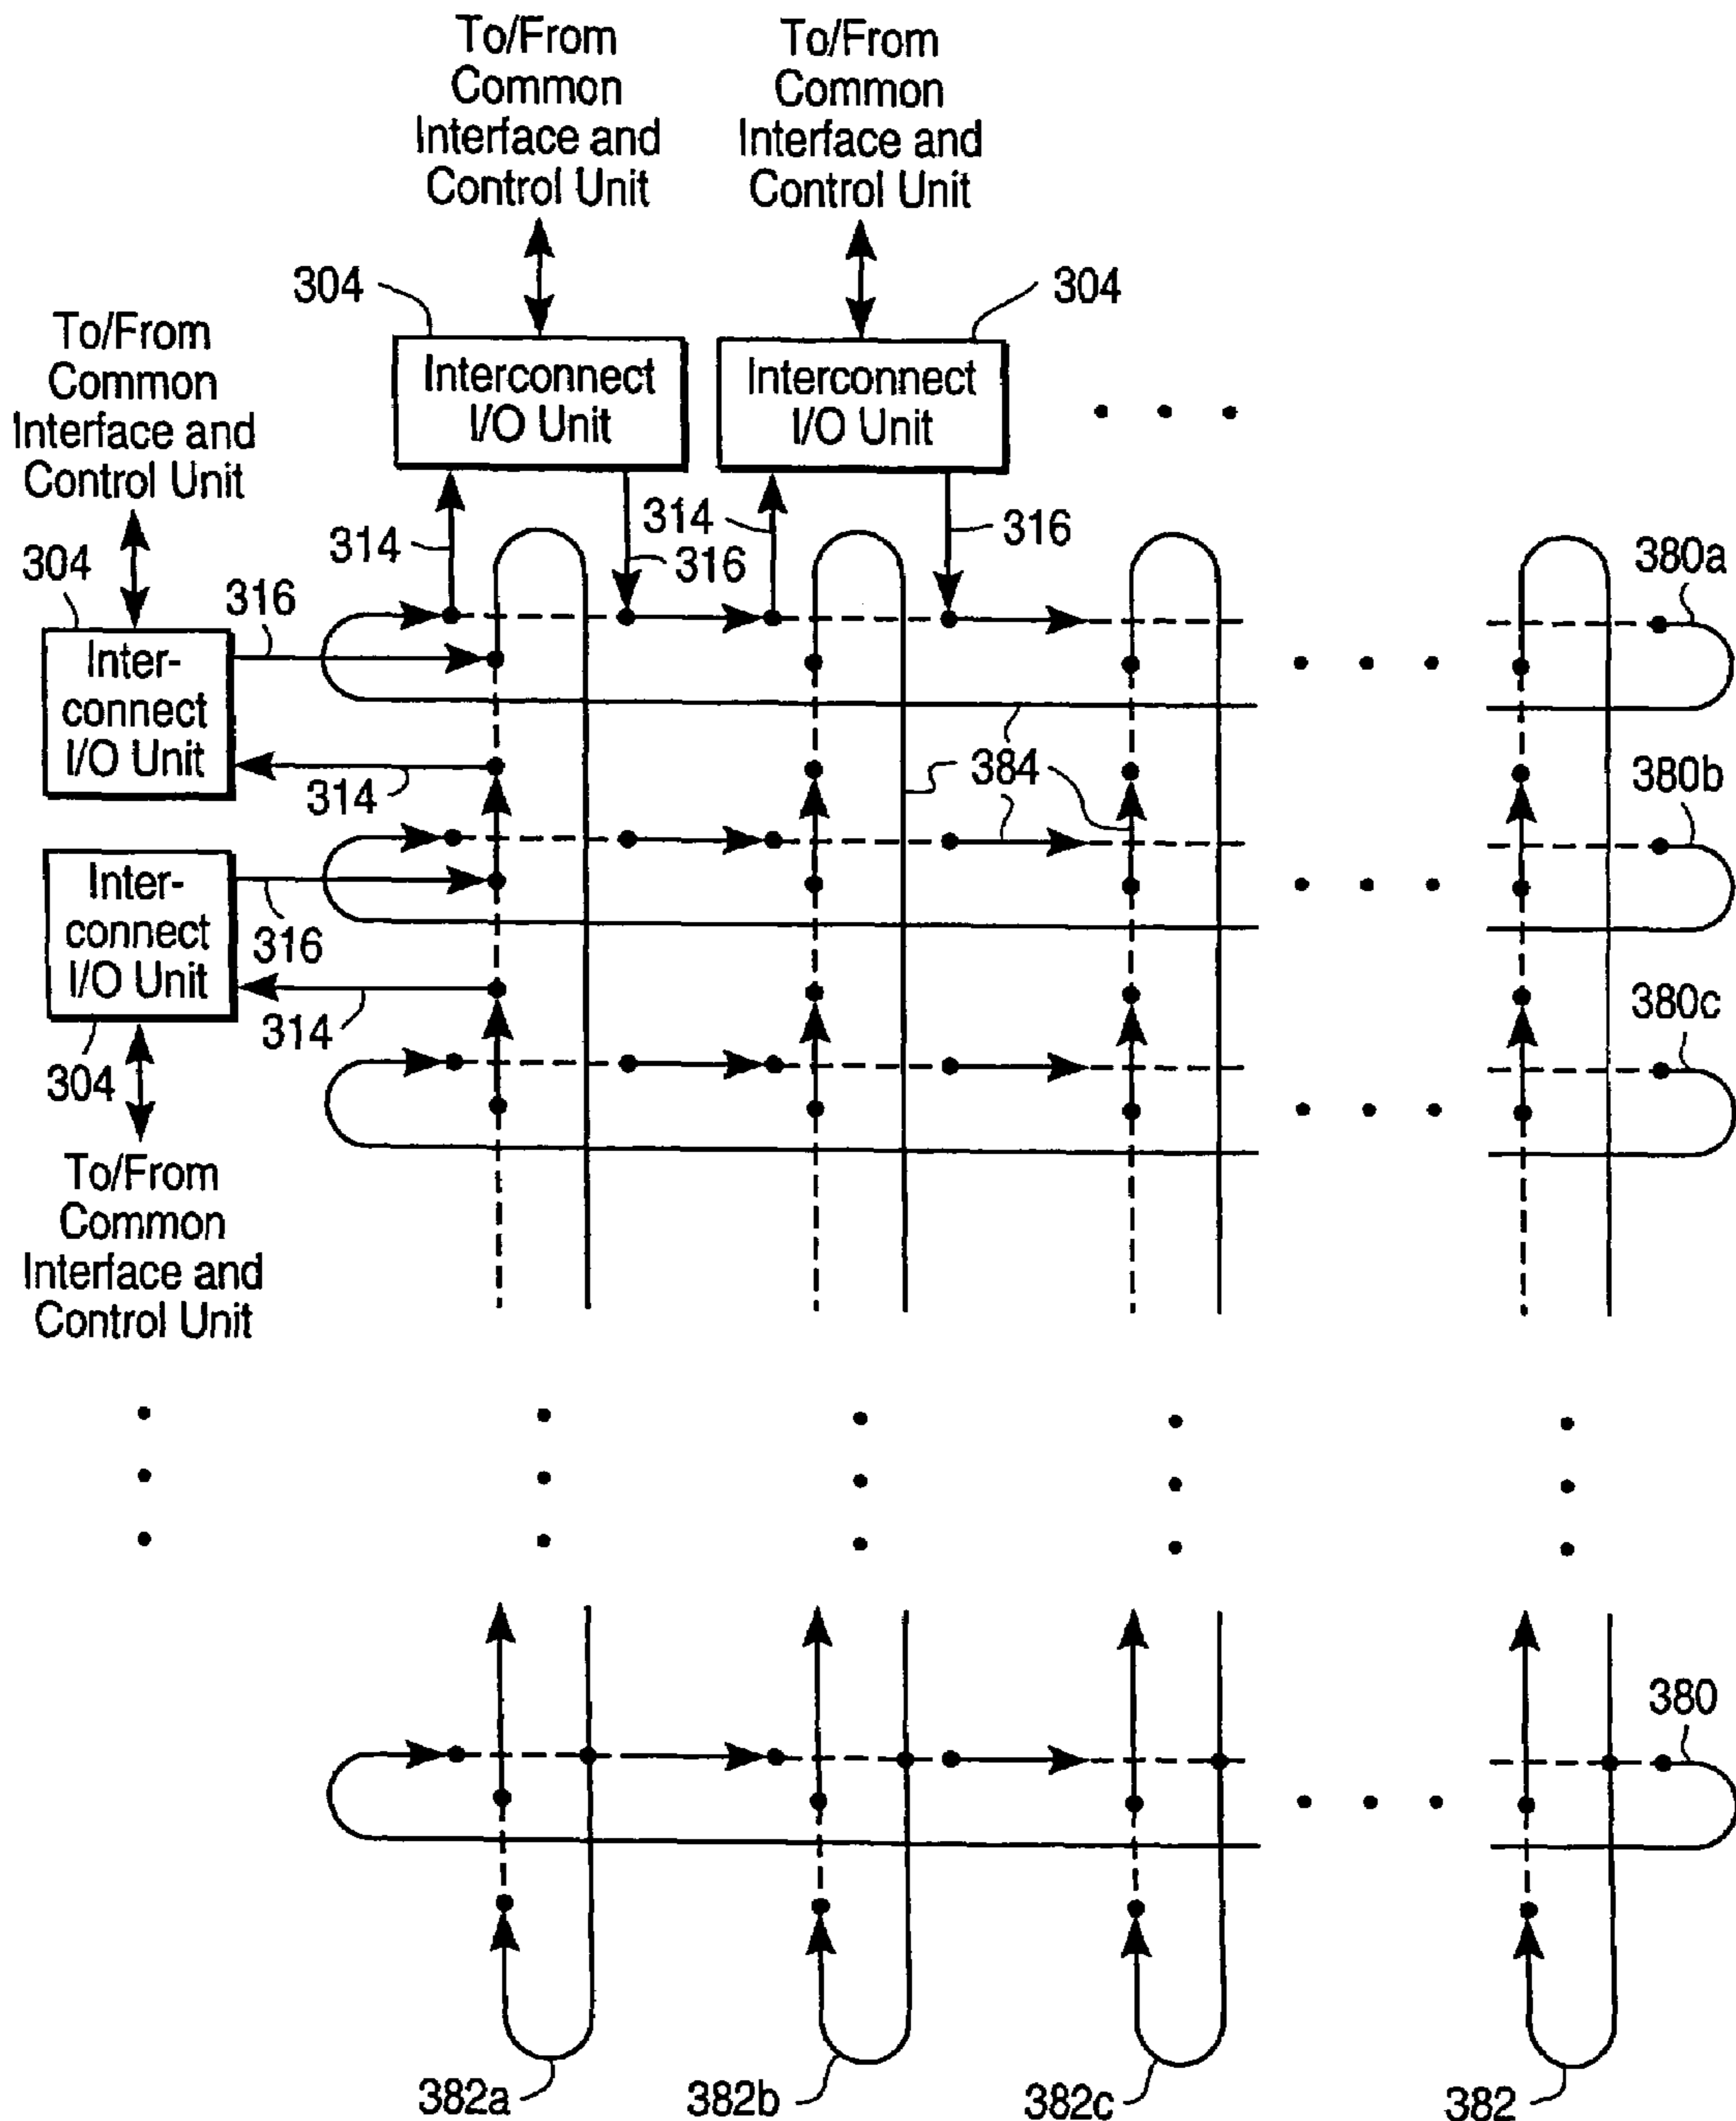 To/From
Common
Interface and
Control Unit
To/From
Common
Interface and
Control Unit
304
304
To/From
Common
Interface and
Control Unit
Interconnect
I/O Unit
Interconnect
I/O Unit
304
314
316
314
316
380a
316
Inter-
connect
I/O Unit
314
384
380b
Inter-
connect
I/O Unit
316
314
380c
304
To/From
Common
Interface and
Control Unit
380
382a
382b
382c
382